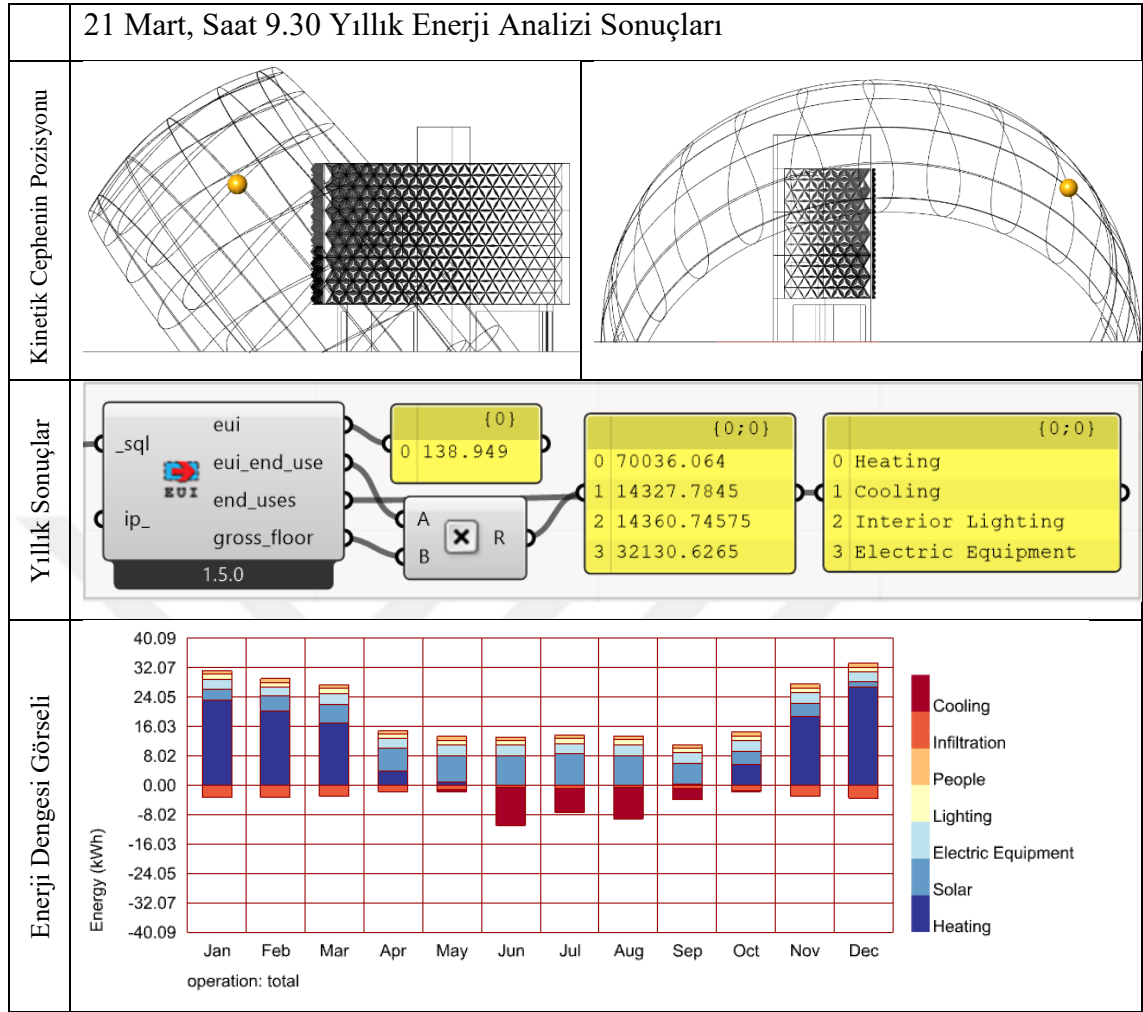 21 Mart, Saat 9.30 Yıllık Enerji Analizi Sonuçları
Kinetik Cephenin Pozisyonu
Yıllık Sonuçlar
_sql
ip_
EUI
eui
eui_end_use
end_uses
gross_floor
1.5.0
{0}
0 138.949
A
B
R
{0;0}
0 70036.064
1 14327.7845
2 14360.74575
3 32130.6265
{0;0}
0 Heating
1 Cooling
2 Interior Lighting
3 Electric Equipment
Enerji Dengesi Görseli
Energy (kWh)
40.09
32.07
24.05
16.03
8.02
0.00
-8.02
-16.03
-24.05
-32.07
-40.09
Jan Feb Mar Apr May Jun Jul Aug Sep Oct Nov Dec
operation: total
Cooling
Infiltration
People
Lighting
Electric Equipment
Solar
Heating